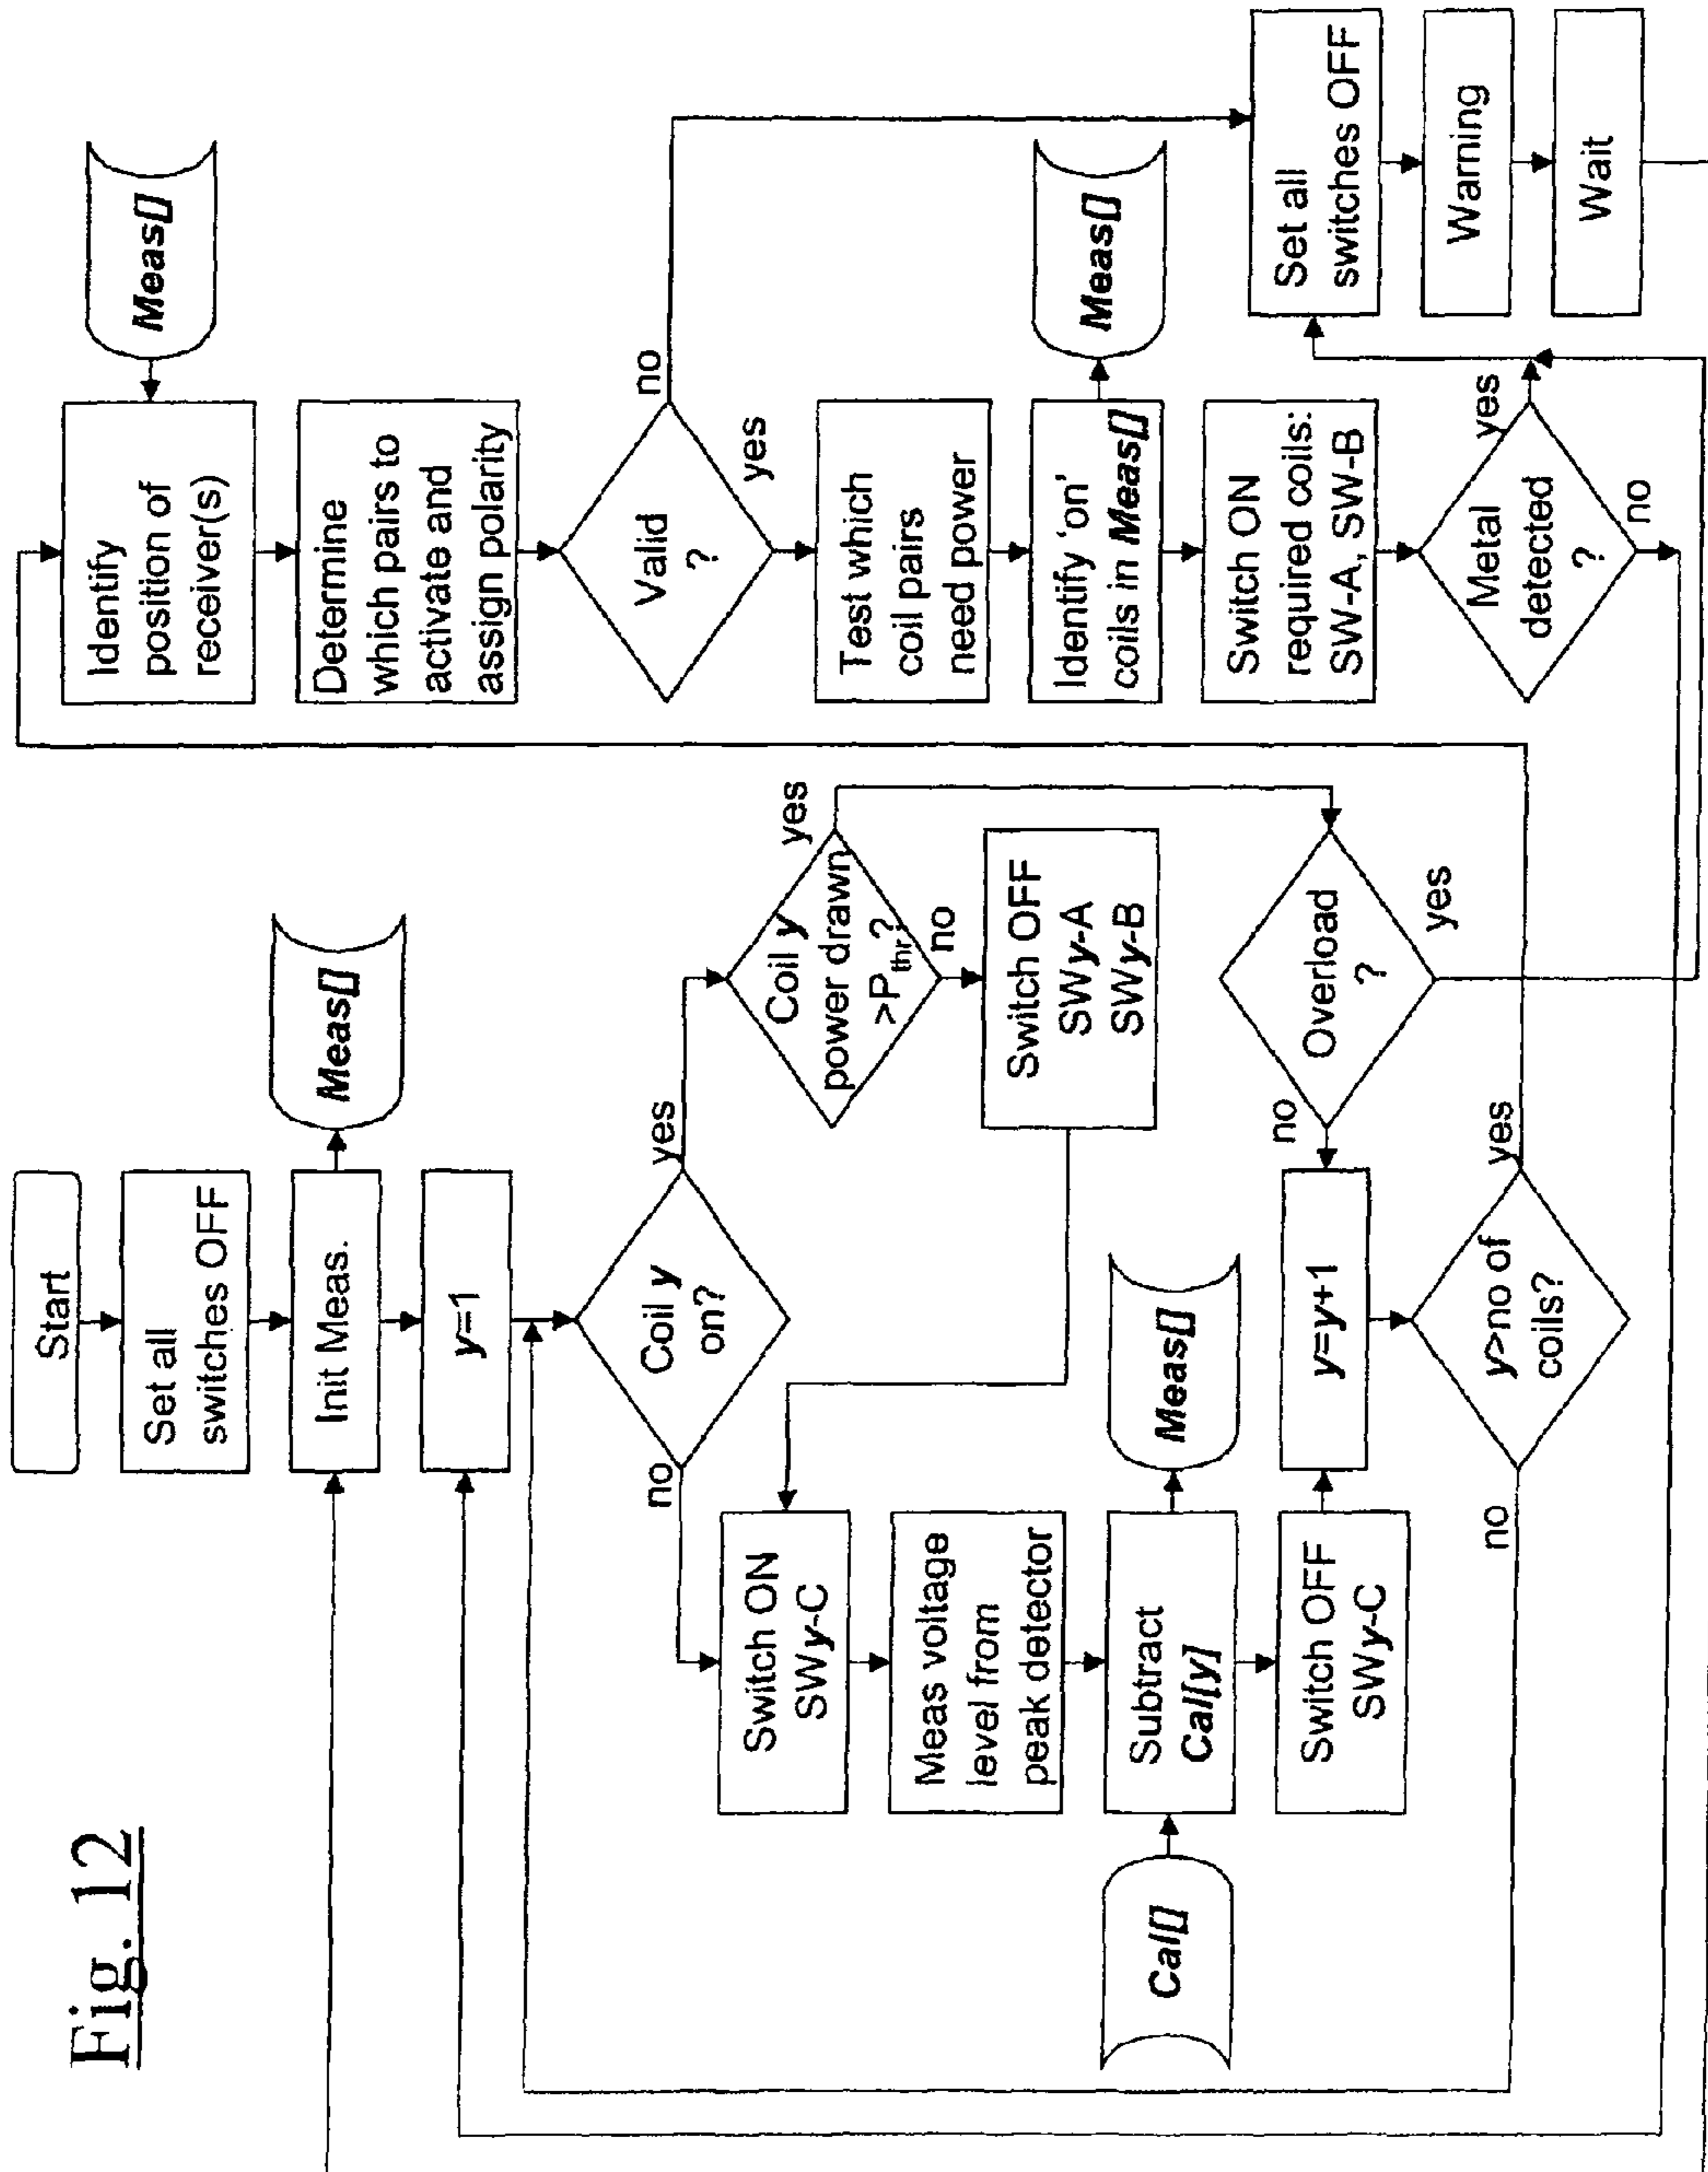 Fig. 12
Start
Set all
switches OFF
Init Meas.
Meas[]
y=1
Coil y
on?
no
yes
Coil y
power drawn
>Pthr?
yes
no
Switch OFF
SWy-A
SWy-B
Switch ON
SWy-C
Meas voltage
level from
peak detector
Cal[]
Subtract
Cal[y]
Meas[]
Switch OFF
SWy-C
Overload
?
no
yes
y=y+1
y>no of
coils?
no
yes
Identify
position of
receiver(s)
Meas[]
Determine
which pairs to
activate and
assign polarity
Valid
?
no
yes
Test which
coil pairs
need power
Identify 'on'
coils in Meas[]
Meas[]
Switch ON
required coils:
SW-A, SW-B
Metal
detected
?
yes
no
Set all
switches OFF
Warning
Wait